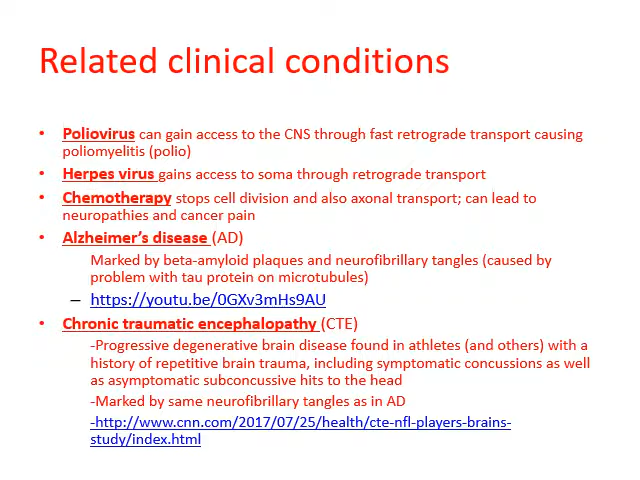 Related clinical conditions
• Poliovirus can gain access to the CNS through fast retrograde transport causing
poliomyelitis (polio)
• Herpes virus gains access to soma through retrograde transport
• Chemotherapy stops cell division and also axonal transport; can lead to
neuropathies and cancer pain
• Alzheimer's disease (AD)
Marked by beta-amyloid plaques and neurofibrillary tangles (caused by
problem with tau protein on microtubules)
– https://youtu.be/0GXv3mHs9AU
• Chronic traumatic encephalopathy (CTE)
-Progressive degenerative brain disease found in athletes (and others) with a
history of repetitive brain trauma, including symptomatic concussions as well
as asymptomatic subconcussive hits to the head
-Marked by same neurofibrillary tangles as in AD
-http://www.cnn.com/2017/07/25/health/cte-nfl-players-brains-
study/index.html